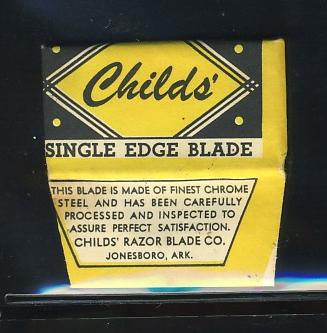 Childs'
SINGLE EDGE BLADE
THIS BLADE IS MADE OF FINEST CHROME
STEEL AND HAS BEEN CAREFULLY
PROCESSED AND INSPECTED TO
ASSURE PERFECT SATISFACTION.
CHILDS' RAZOR BLADE CO.
JONESBORO, ARK.